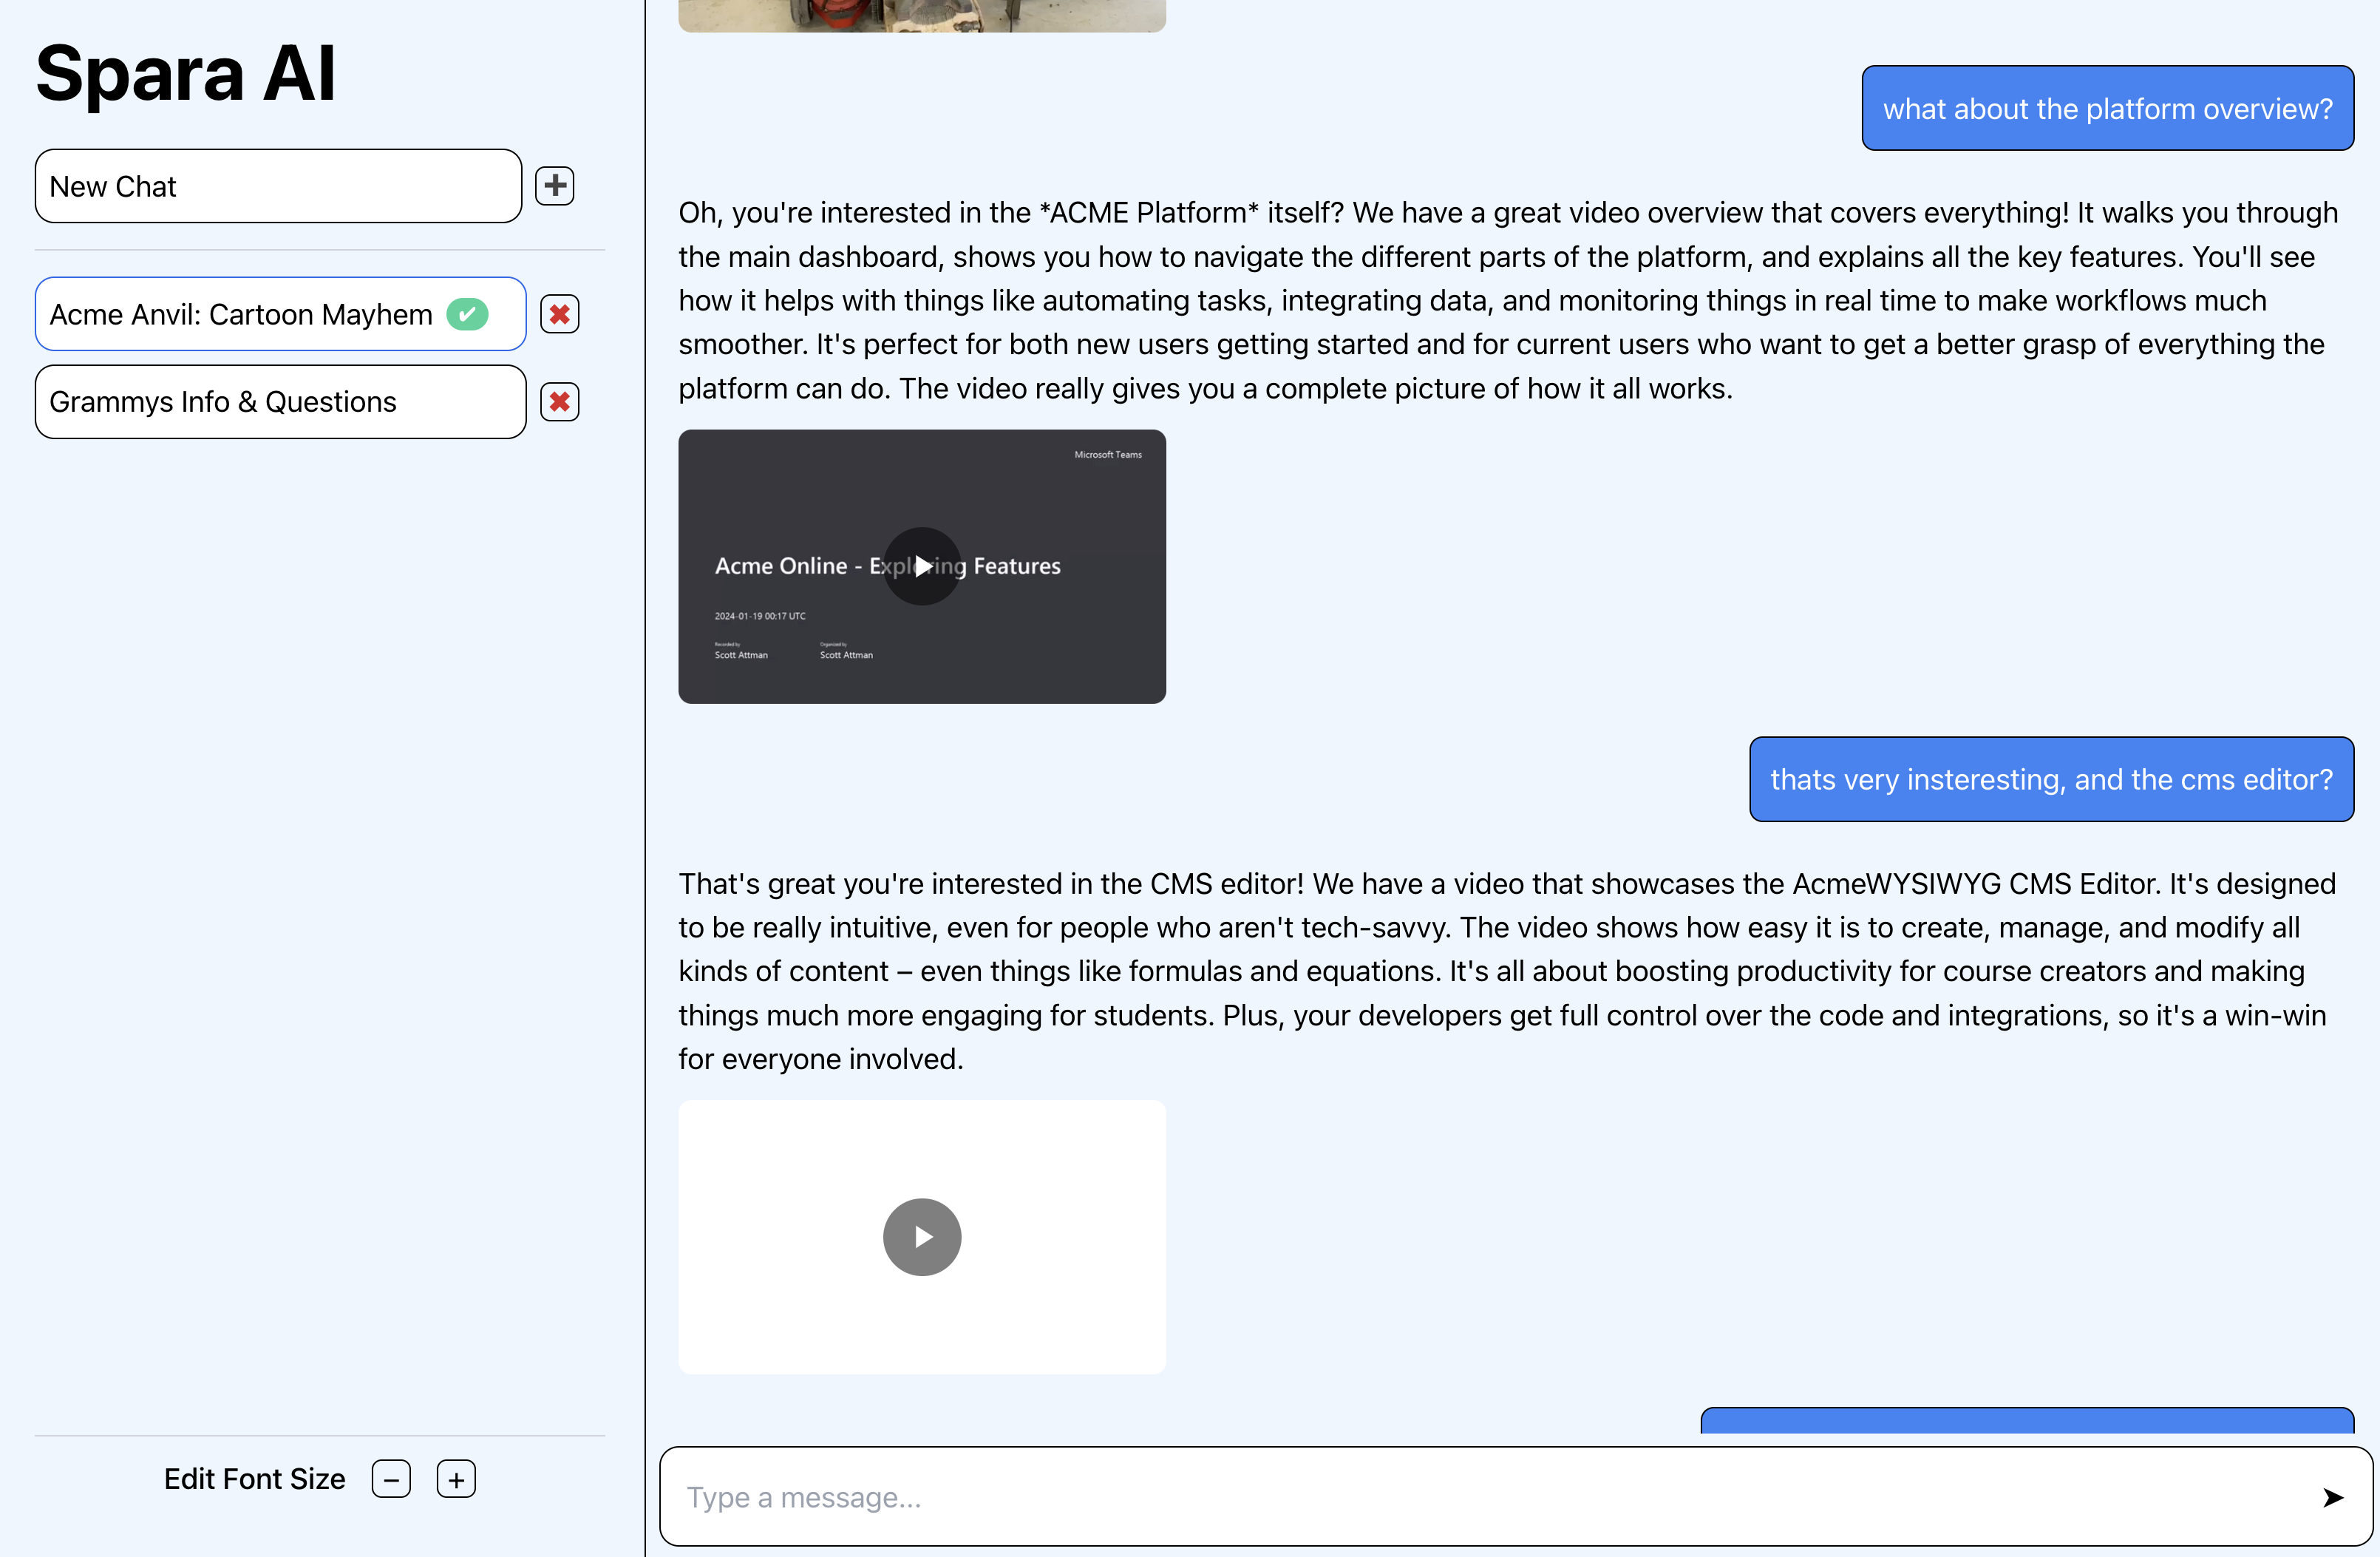 Spara AI
New Chat
Acme Anvil: Cartoon Mayhem
Grammys Info & Questions
Edit Font Size
what about the platform overview?
Oh, you're interested in the *ACME Platform* itself? We have a great video overview that covers everything! It walks you through
the main dashboard, shows you how to navigate the different parts of the platform, and explains all the key features. You'll see
how it helps with things like automating tasks, integrating data, and monitoring things in real time to make workflows much
smoother. It's perfect for both new users getting started and for current users who want to get a better grasp of everything the
platform can do. The video really gives you a complete picture of how it all works.
Microsoft Teams
Acme Online - Exploring Features
2024-01-19 00:17 UTC
Recorded by
Organized by
Scott Attman
Scott Attman
thats very insteresting, and the cms editor?
That's great you're interested in the CMS editor! We have a video that showcases the AcmeWYSIWYG CMS Editor. It's designed
to be really intuitive, even for people who aren't tech-savvy. The video shows how easy it is to create, manage, and modify all
kinds of content – even things like formulas and equations. It's all about boosting productivity for course creators and making
things much more engaging for students. Plus, your developers get full control over the code and integrations, so it's a win-win
for everyone involved.
Type a message...